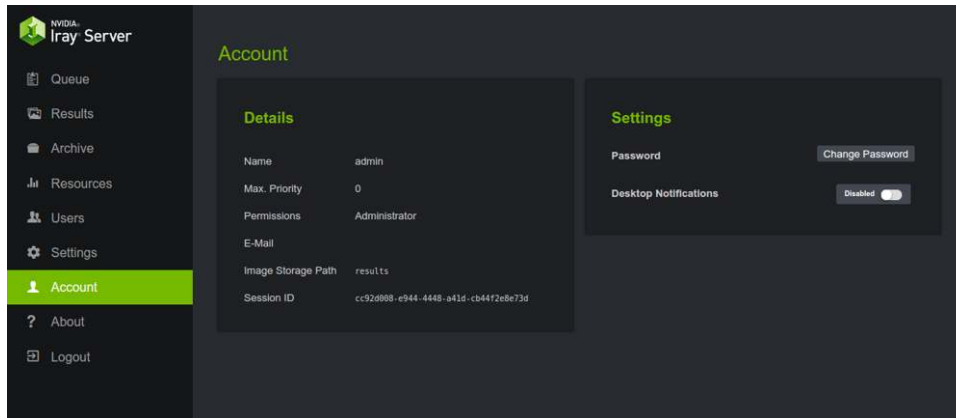 NVIDIA.
Iray Server
Queue
Results
Archive
Resources
Users
Settings
Account
About
Logout
Account
Details
Name admin
Max. Priority 0
Permissions Administrator
E-Mail
Image Storage Path results
Session ID cc92d008-e944-4448-a41d-cb44f2e8e73d
Settings
Password Change Password
Desktop Notifications Disabled